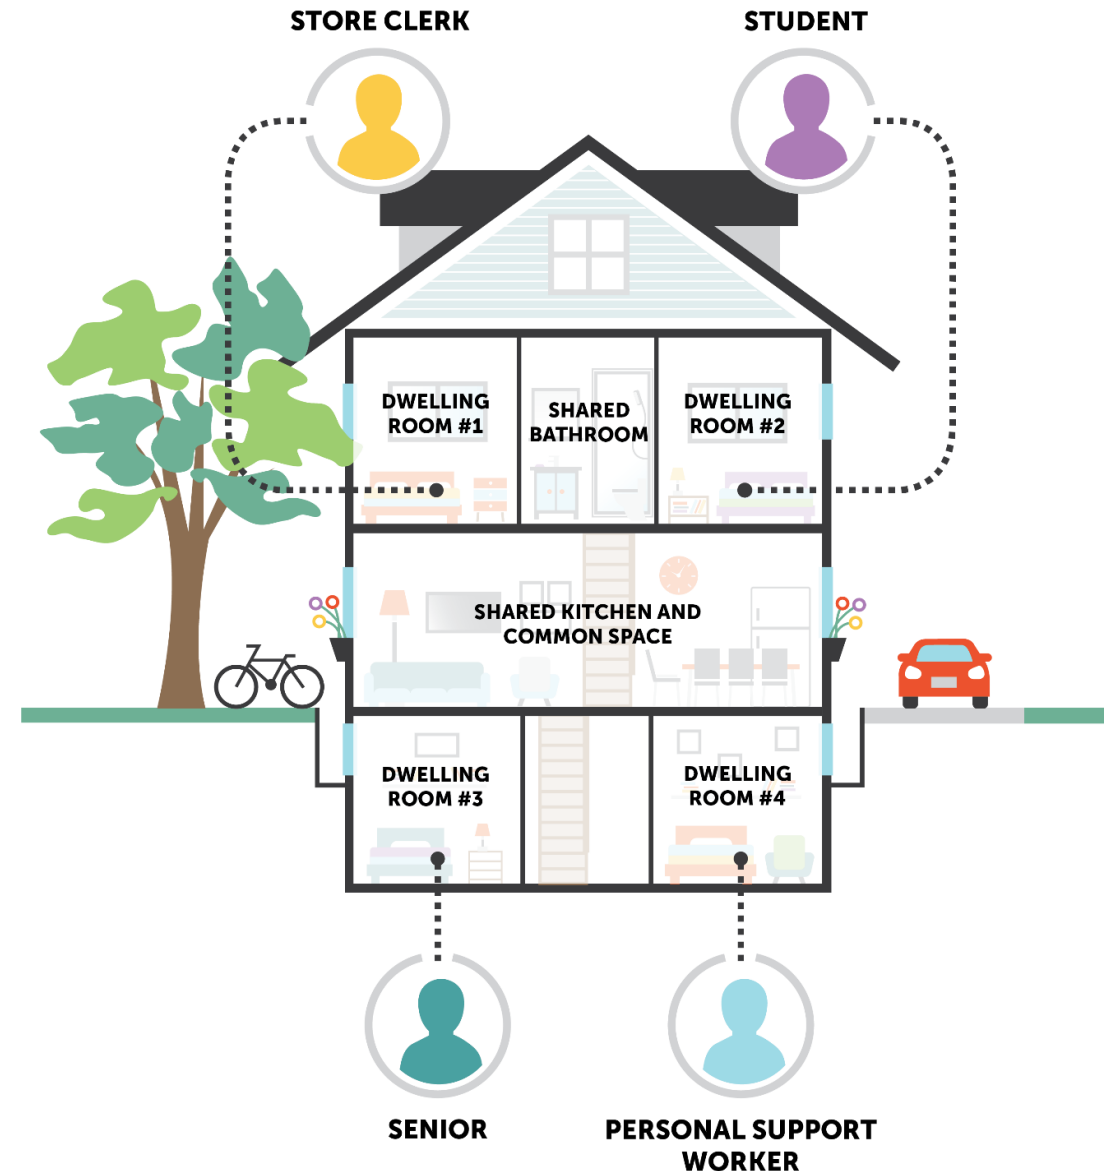 STORE CLERK
STUDENT
DWELLING
ROOM #1
SHARED
BATHROOM
DWELLING
ROOM #2
SHARED KITCHEN AND
COMMON SPACE
DWELLING
ROOM #3
DWELLING
ROOM #4
SENIOR
PERSONAL SUPPORT
WORKER